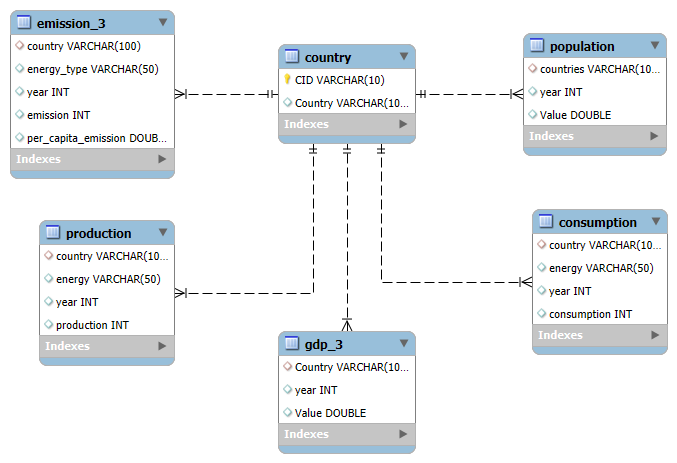 emission_3
country VARCHAR(100)
energy_type VARCHAR(50)
year INT
emission INT
per_capita_emission DOUB...
Indexes
country
CID VARCHAR(10)
Country VARCHAR(10...
Indexes
population
countries VARCHAR(10...
year INT
Value DOUBLE
Indexes
production
country VARCHAR(10...
energy VARCHAR(50)
year INT
production INT
Indexes
gdp_3
Country VARCHAR(10...
year INT
Value DOUBLE
Indexes
consumption
country VARCHAR(10...
energy VARCHAR(50)
year INT
consumption INT
Indexes